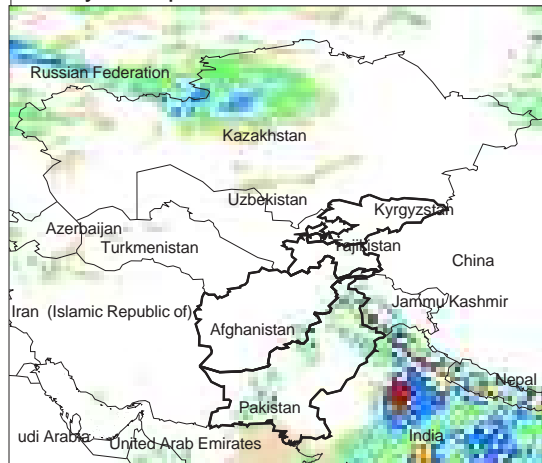 Russian Federation
Kazakhstan
Uzbekistan
Kyrgyzstan
Azerbaijan
Turkmenistan
Tajikistan
China
Jammu Kashmir
Iran (Islamic Republic of)
Afghanistan
Nepal
Pakistan
udi Arabia
United Arab Emirates
India